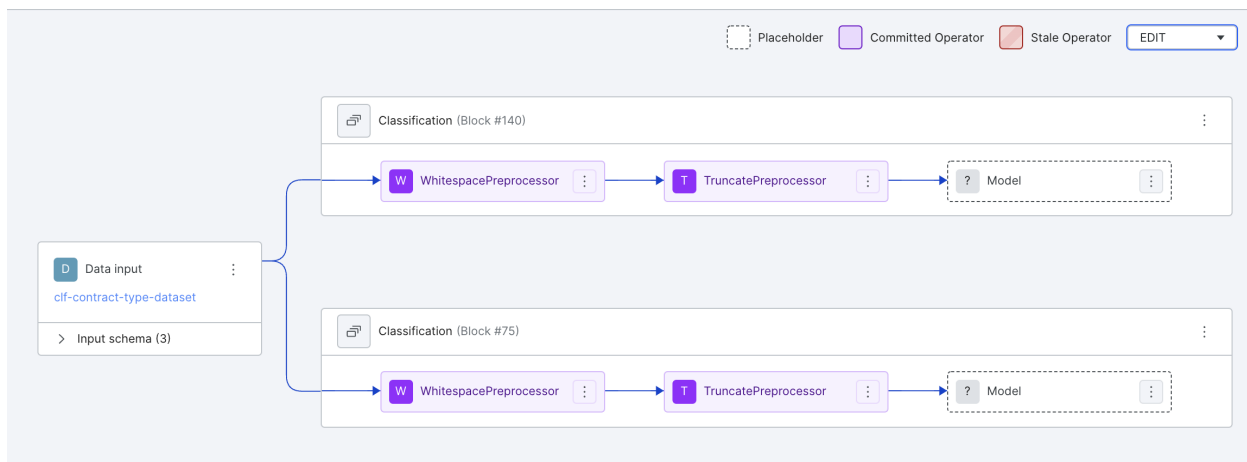 Placeholder Committed Operator Stale Operator EDIT
Classification (Block #140)
W WhitespacePreprocessor T TruncatePreprocessor ? Model
D Data input
clf-contract-type-dataset
Input schema (3)
Classification (Block #75)
W WhitespacePreprocessor T TruncatePreprocessor ? Model